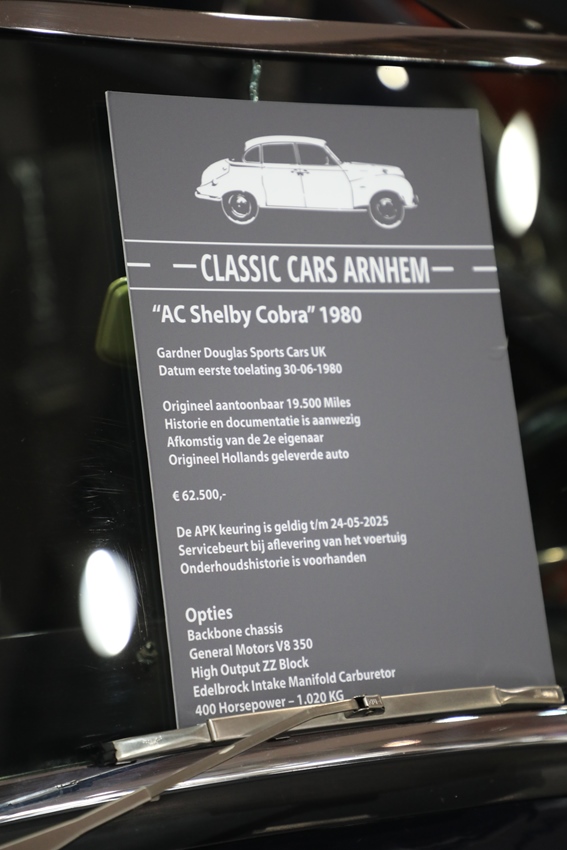 CLASSIC CARS ARNHEM
“AC Shelby Cobra” 1980
Gardner Douglas Sports Cars UK
Datum eerste toelating 30-06-1980
Origineel aantoonbaar 19.500 Miles
Historie en documentatie is aanwezig
Afkomstig van de 2e eigenaar
Origineel Hollands geleverde auto
€ 62.500,-
De APK keuring is geldig t/m 24-05-2025
Servicebeurt bij aflevering van het voertuig
Onderhoudshistorie is voorhanden
Opties
Backbone chassis
General Motors V8 350
High Output ZZ Block
Edelbrock Intake Manifold Carburetor
400 Horsepower – 1.020 KG